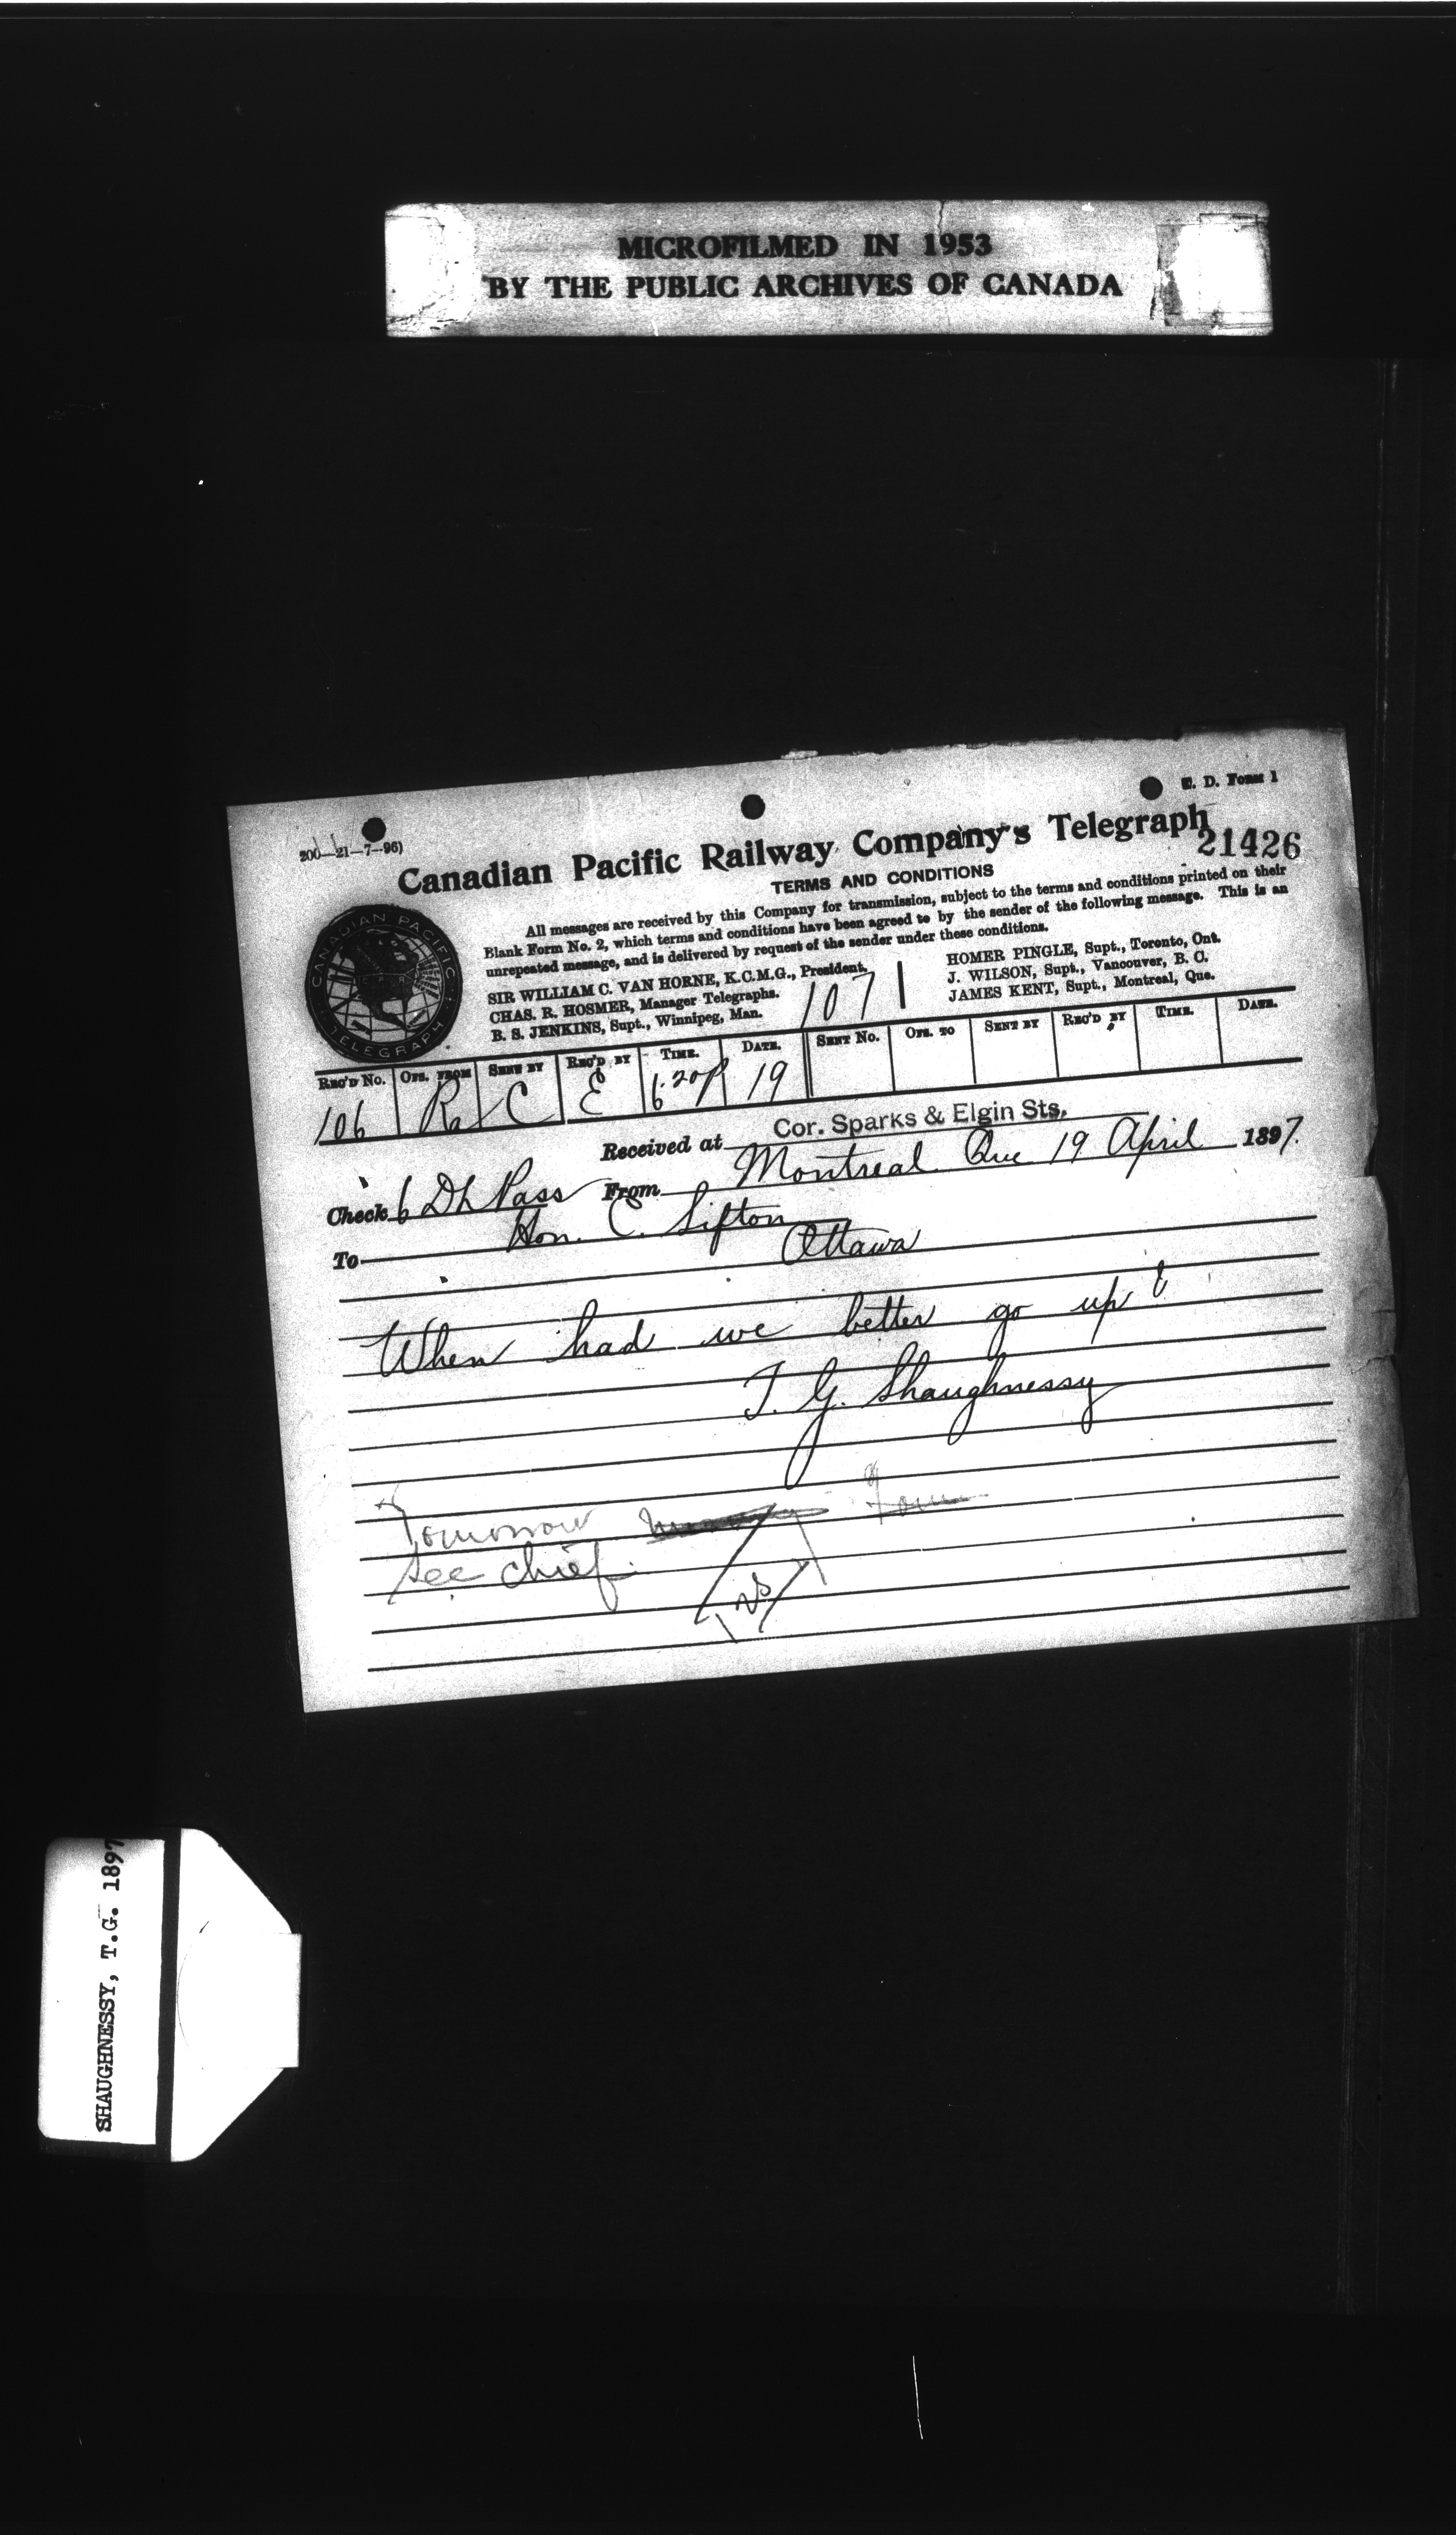 MICROFILMED IN 1953
BY THE PUBLIC ARCHIVES OF CANADA
T. D. Form 1
200—21—7—96)
Canadian Pacific Railway Company's Telegraph
21426
TERMS AND CONDITIONS
All messages are received by this Company for transmission, subject to the terms and conditions printed on their
Blank Form No. 2, which terms and conditions have been agreed to by the sender of the following message. This is an
unrepeated message, and is delivered by request of the sender under these conditions.
CANADIAN PACIFIC
TELEGRAPH
SIR WILLIAM C. VAN HORNE, K.C.M.G., President.
CHAS. R. HOSMER, Manager Telegraphs.
B. S. JENKINS, Supt., Winnipeg, Man.
1071
HOMER PINGLE, Supt., Toronto, Ont.
J. WILSON, Supt., Vancouver, B. C.
JAMES KENT, Supt., Montreal, Que.
REC'D No. OFS. FROM SENT BY REC'D BY TIME. DATE. SENT No. OFS. TO SENT BY REC'D BY TIME. DATE.
106 Ra C E 6.20p 19
Received at Cor. Sparks & Elgin Sts.
Check 6 Dh Pass From Montreal Que 19 April 1897.
To Hon. C. Sifton
Ottawa
When had we better go up
T. G. Shaughnessy
Tomorrow
See chief.
SHAUGHNESSY, T.G. 1897